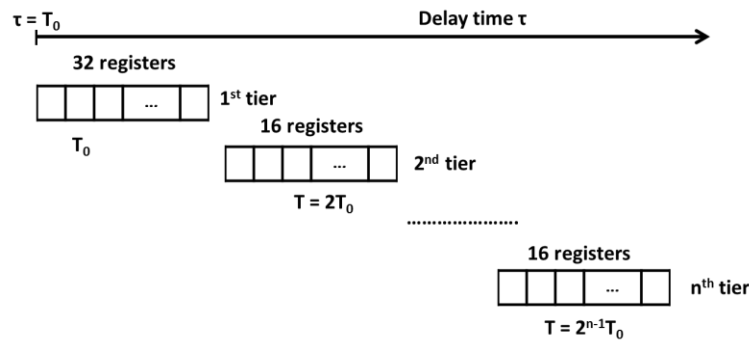 τ = T₀
Delay time τ
32 registers
...
1ˢᵗ tier
T₀
16 registers
...
2ⁿᵈ tier
T = 2T₀
.....................
16 registers
...
nᵗʰ tier
T = 2ⁿ⁻¹T₀